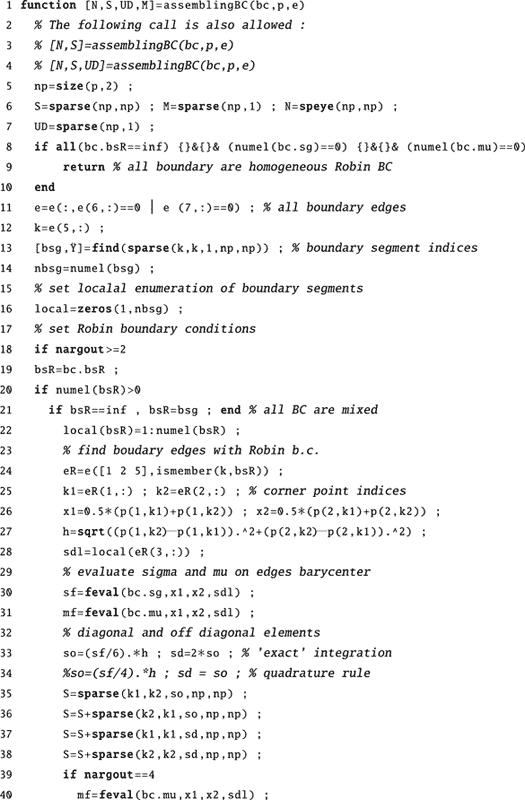 1 function [N,S,UD,M]=assemblingBC(bc,p,e)
2 % The following call is also allowed :
3 % [N,S]=assemblingBC(bc,p,e)
4 % [N,S,UD]=assemblingBC(bc,p,e)
5 np=size(p,2) ;
6 S=sparse(np,np) ; M=sparse(np,1) ; N=speye(np,np) ;
7 UD=sparse(np,1) ;
8 if all(bc.bsR==inf) {}&{}& (numel(bc.sg)==0) {}&{}& (numel(bc.mu)==0)
9 return % all boundary are homogeneous Robin BC
10 end
11 e=e(:,e(6,:)==0 | e (7,:)==0) ; % all boundary edges
12 k=e(5,:) ;
13 [bsg,Ÿ]=find(sparse(k,k,1,np,np)) ; % boundary segment indices
14 nbsg=numel(bsg) ;
15 % set localal enumeration of boundary segments
16 local=zeros(1,nbsg) ;
17 % set Robin boundary conditions
18 if nargout>=2
19 bsR=bc.bsR ;
20 if numel(bsR)>0
21 if bsR==inf , bsR=bsg ; end % all BC are mixed
22 local(bsR)=1:numel(bsR) ;
23 % find boudary edges with Robin b.c.
24 eR=e([1 2 5],ismember(k,bsR)) ;
25 k1=eR(1,:) ; k2=eR(2,:) ; % corner point indices
26 x1=0.5*(p(1,k1)+p(1,k2)) ; x2=0.5*(p(2,k1)+p(2,k2)) ;
27 h=sqrt((p(1,k2)—p(1,k1)).^2+(p(2,k2)—p(2,k1)).^2) ;
28 sdl=local(eR(3,:)) ;
29 % evaluate sigma and mu on edges barycenter
30 sf=feval(bc.sg,x1,x2,sdl) ;
31 mf=feval(bc.mu,x1,x2,sdl) ;
32 % diagonal and off diagonal elements
33 so=(sf/6).*h ; sd=2*so ; % 'exact' integration
34 %so=(sf/4).*h ; sd = so ; % quadrature rule
35 S=sparse(k1,k2,so,np,np) ;
36 S=S+sparse(k2,k1,so,np,np) ;
37 S=S+sparse(k1,k1,sd,np,np) ;
38 S=S+sparse(k2,k2,sd,np,np) ;
39 if nargout==4
40 mf=feval(bc.mu,x1,x2,sdl) ;